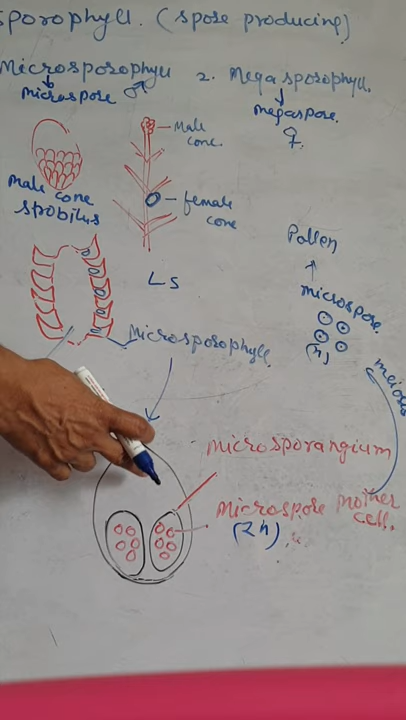 sporophyll. (spose producing)
Microsporophyll 2. Megasporophyll.
microspore ♂
megaspore.
♀
male cone.
male cone
strobilus
female cone
Pollen
LS
microspore.
(n)
meiosis
Microsporophyll.
microsporangium
microspore mother cell.
(2n)